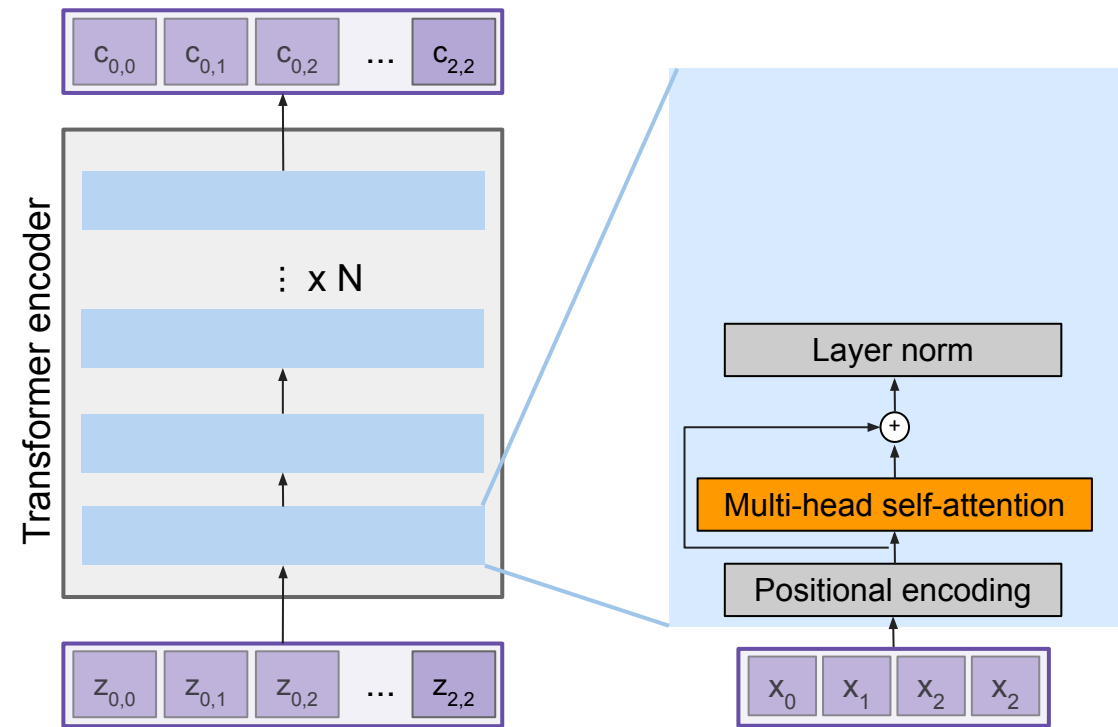 c0,0 c0,1 c0,2 ... c2,2
Transformer encoder
⋮ x N
z0,0 z0,1 z0,2 ... z2,2
Layer norm
+
Multi-head self-attention
Positional encoding
x0 x1 x2 x2